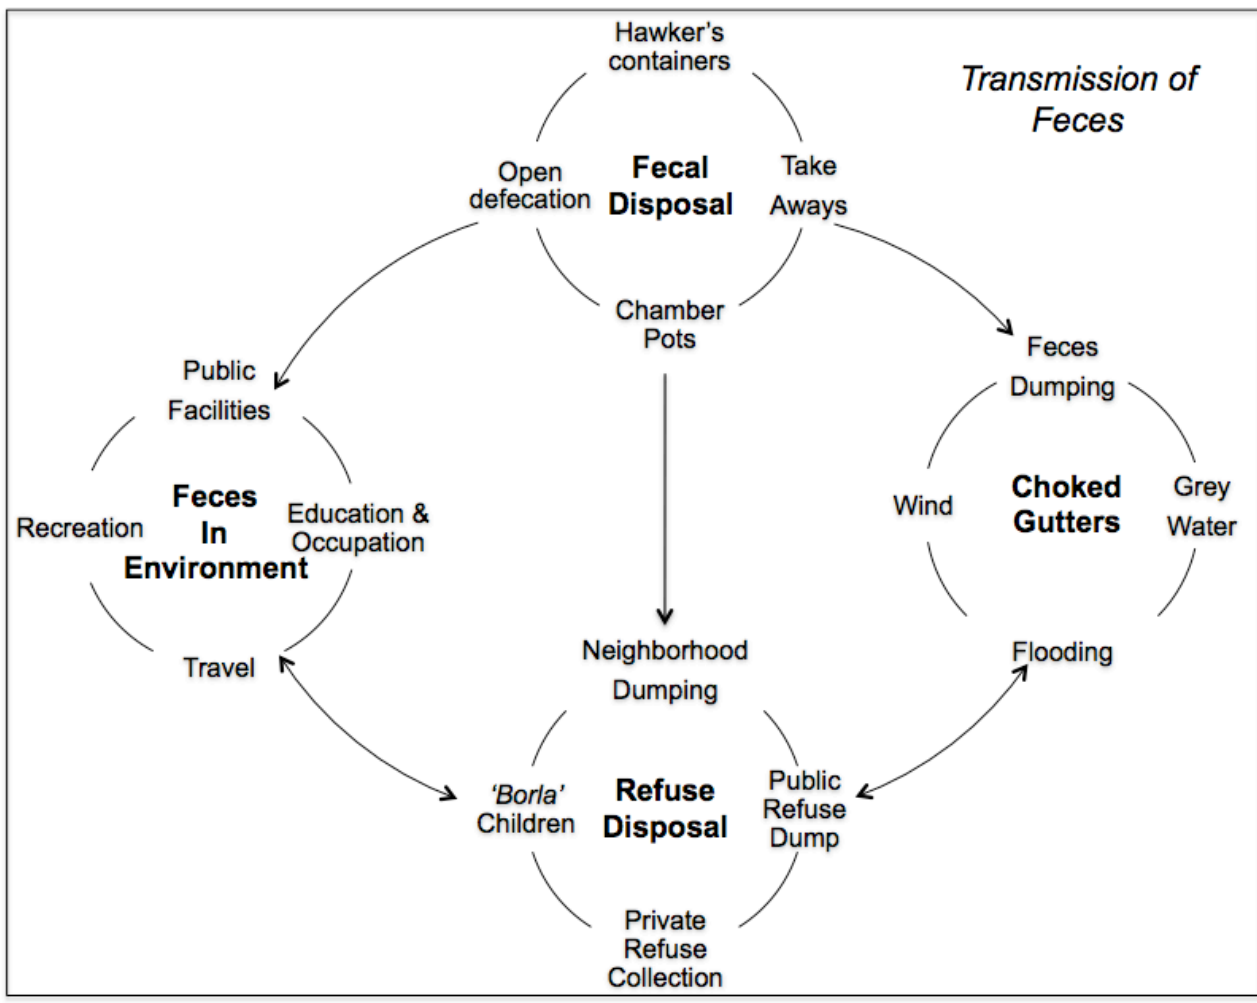 Transmission of
Feces
Hawker's
containers
Open
defecation
Fecal
Disposal
Take
Aways
Chamber
Pots
Public
Facilities
Recreation
Feces
In
Environment
Education &
Occupation
Travel
Feces
Dumping
Wind
Choked
Gutters
Grey
Water
Flooding
Neighborhood
Dumping
'Borla'
Children
Refuse
Disposal
Public
Refuse
Dump
Private
Refuse
Collection